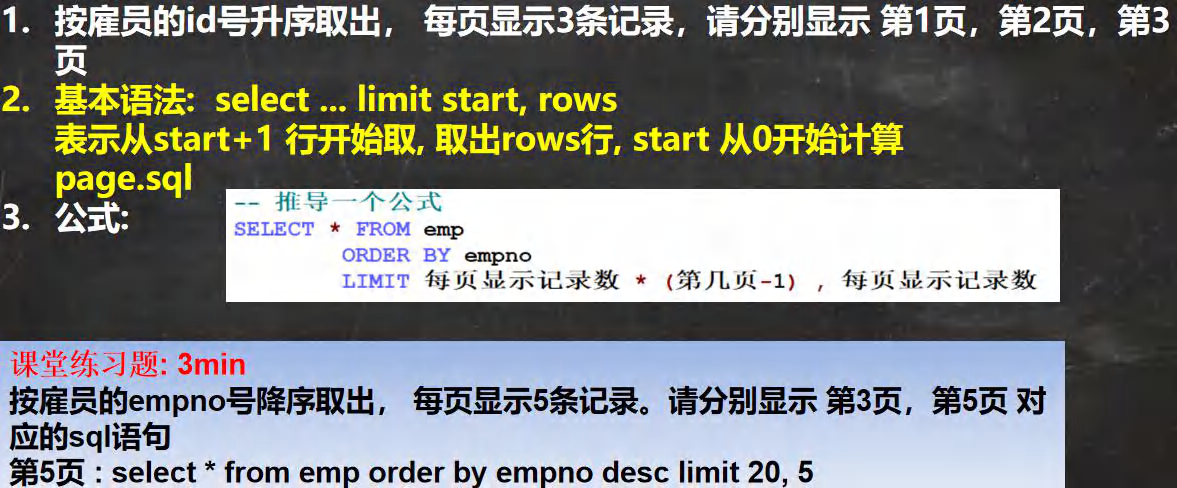 1. 按雇员的id号升序取出， 每页显示3条记录，请分别显示 第1页，第2页，第3
页
2. 基本语法: select ... limit start, rows
表示从start+1 行开始取, 取出rows行, start 从0开始计算
page.sql
3. 公式:
-- 推导一个公式
SELECT * FROM emp
ORDER BY empno
LIMIT 每页显示记录数 * (第几页-1) , 每页显示记录数
课堂练习题: 3min
按雇员的empno号降序取出， 每页显示5条记录。请分别显示 第3页，第5页 对
应的sql语句
第5页 : select * from emp order by empno desc limit 20, 5